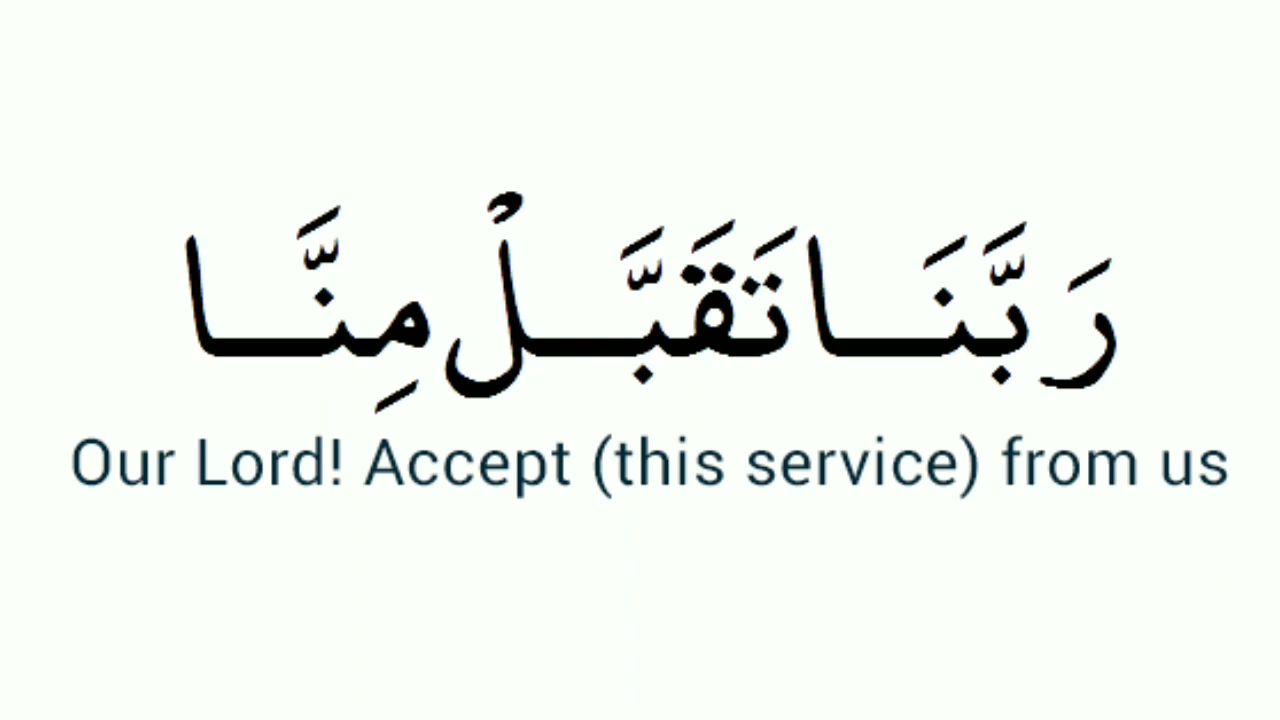 رَبَّنَا تَقَبَّلْ مِنَّا
Our Lord! Accept (this service) from us